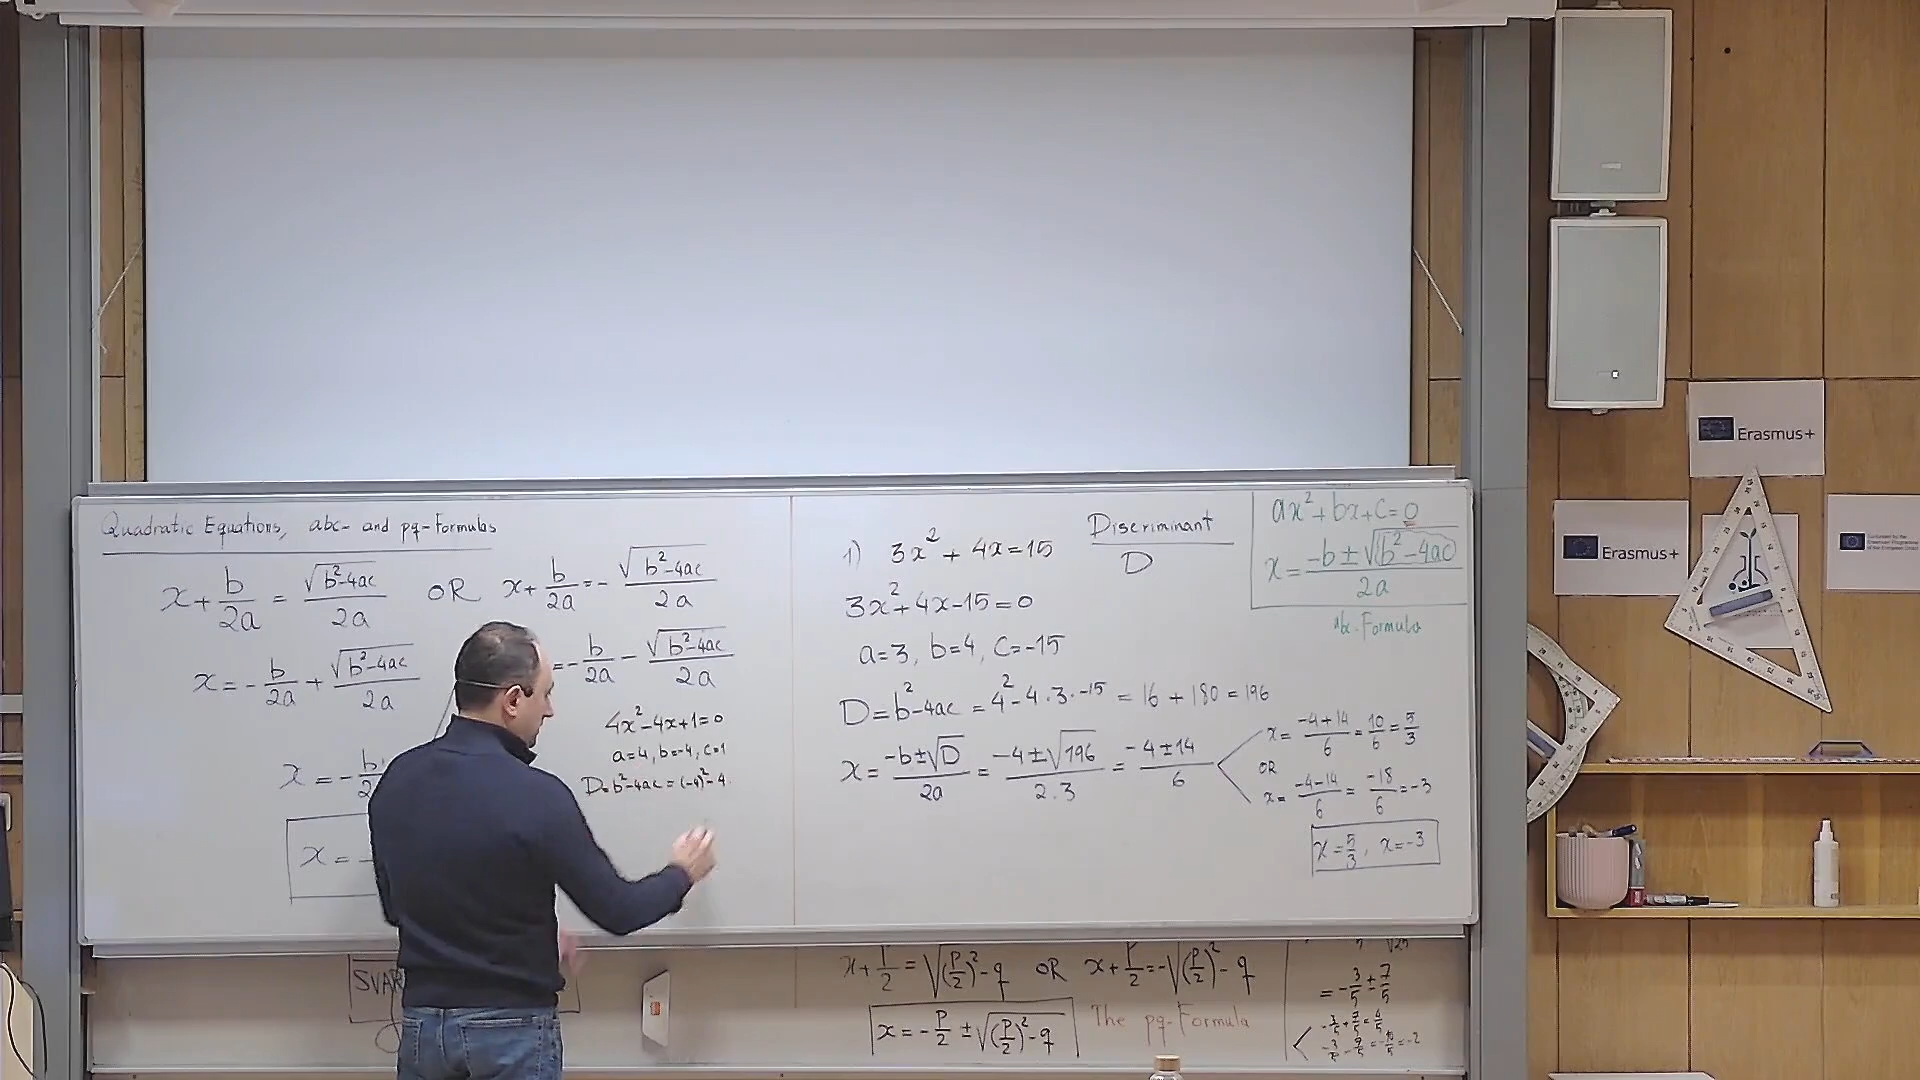 Quadratic Equations, abc- and pq-Formulas
x + b/2a = √(b²-4ac)/2a OR x + b/2a = - √(b²-4ac)/2a
x = - b/2a + √(b²-4ac)/2a
= - b/2a - √(b²-4ac)/2a
4x²-4x+1=0
a=4, b=-4, c=1
D=b²-4ac=(-4)²-4.
x = - b
x = -
1) 3x² + 4x = 15
3x²+4x-15=0
a=3, b=4, c=-15
D=b²-4ac = 4²-4·3·-15 = 16 + 180 = 196
x = (-b±√D)/2a = (-4±√196)/2·3 = (-4±14)/6
x = (-4+14)/6 = 10/6 = 5/3
OR
x = (-4-14)/6 = -18/6 = -3
x = 5/3, x=-3
Discriminant
D
ax²+bx+c=0
x = (-b±√(b²-4ac))/2a
abc-Formula
SVAR
x + P/2 = √((P/2)²-q) OR x + P/2 = -√((P/2)²-q)
x = - P/2 ± √((P/2)²-q)
The pq-Formula
= - 3/5 ± 7/5
Erasmus+
Erasmus+